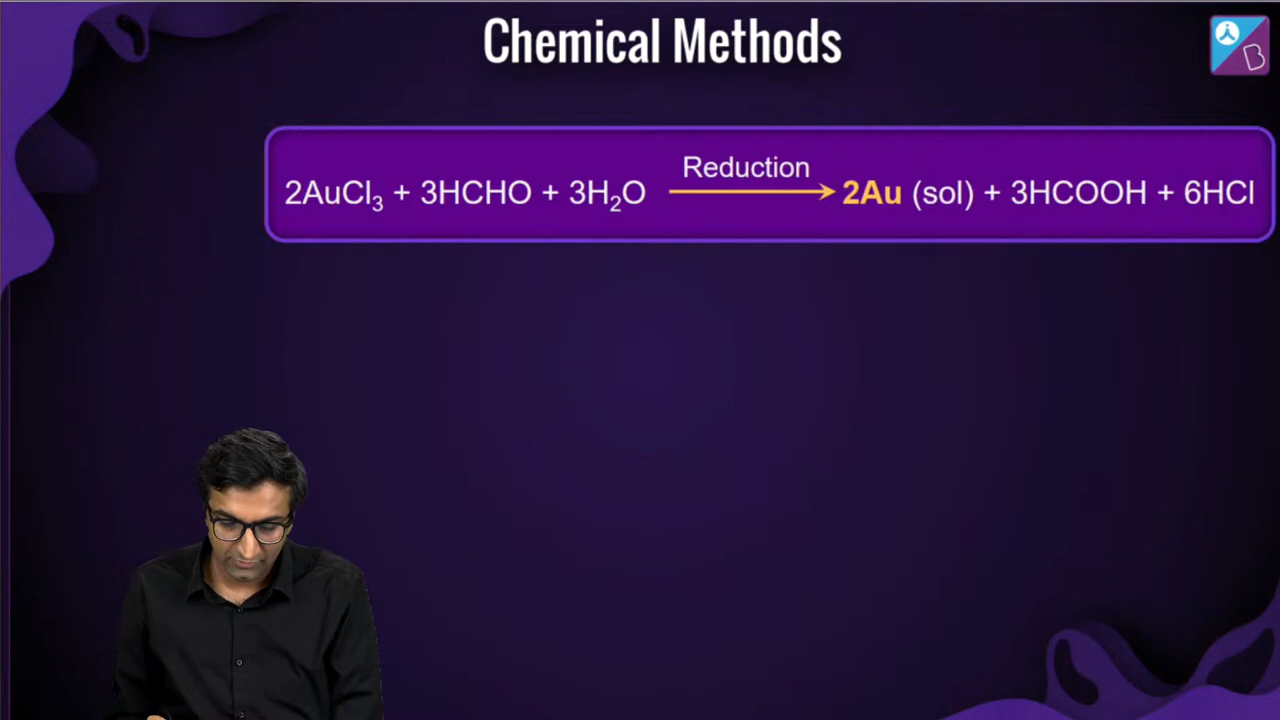 Chemical Methods
Reduction
2AuCl₃ + 3HCHO + 3H₂O → 2Au (sol) + 3HCOOH + 6HCl
B